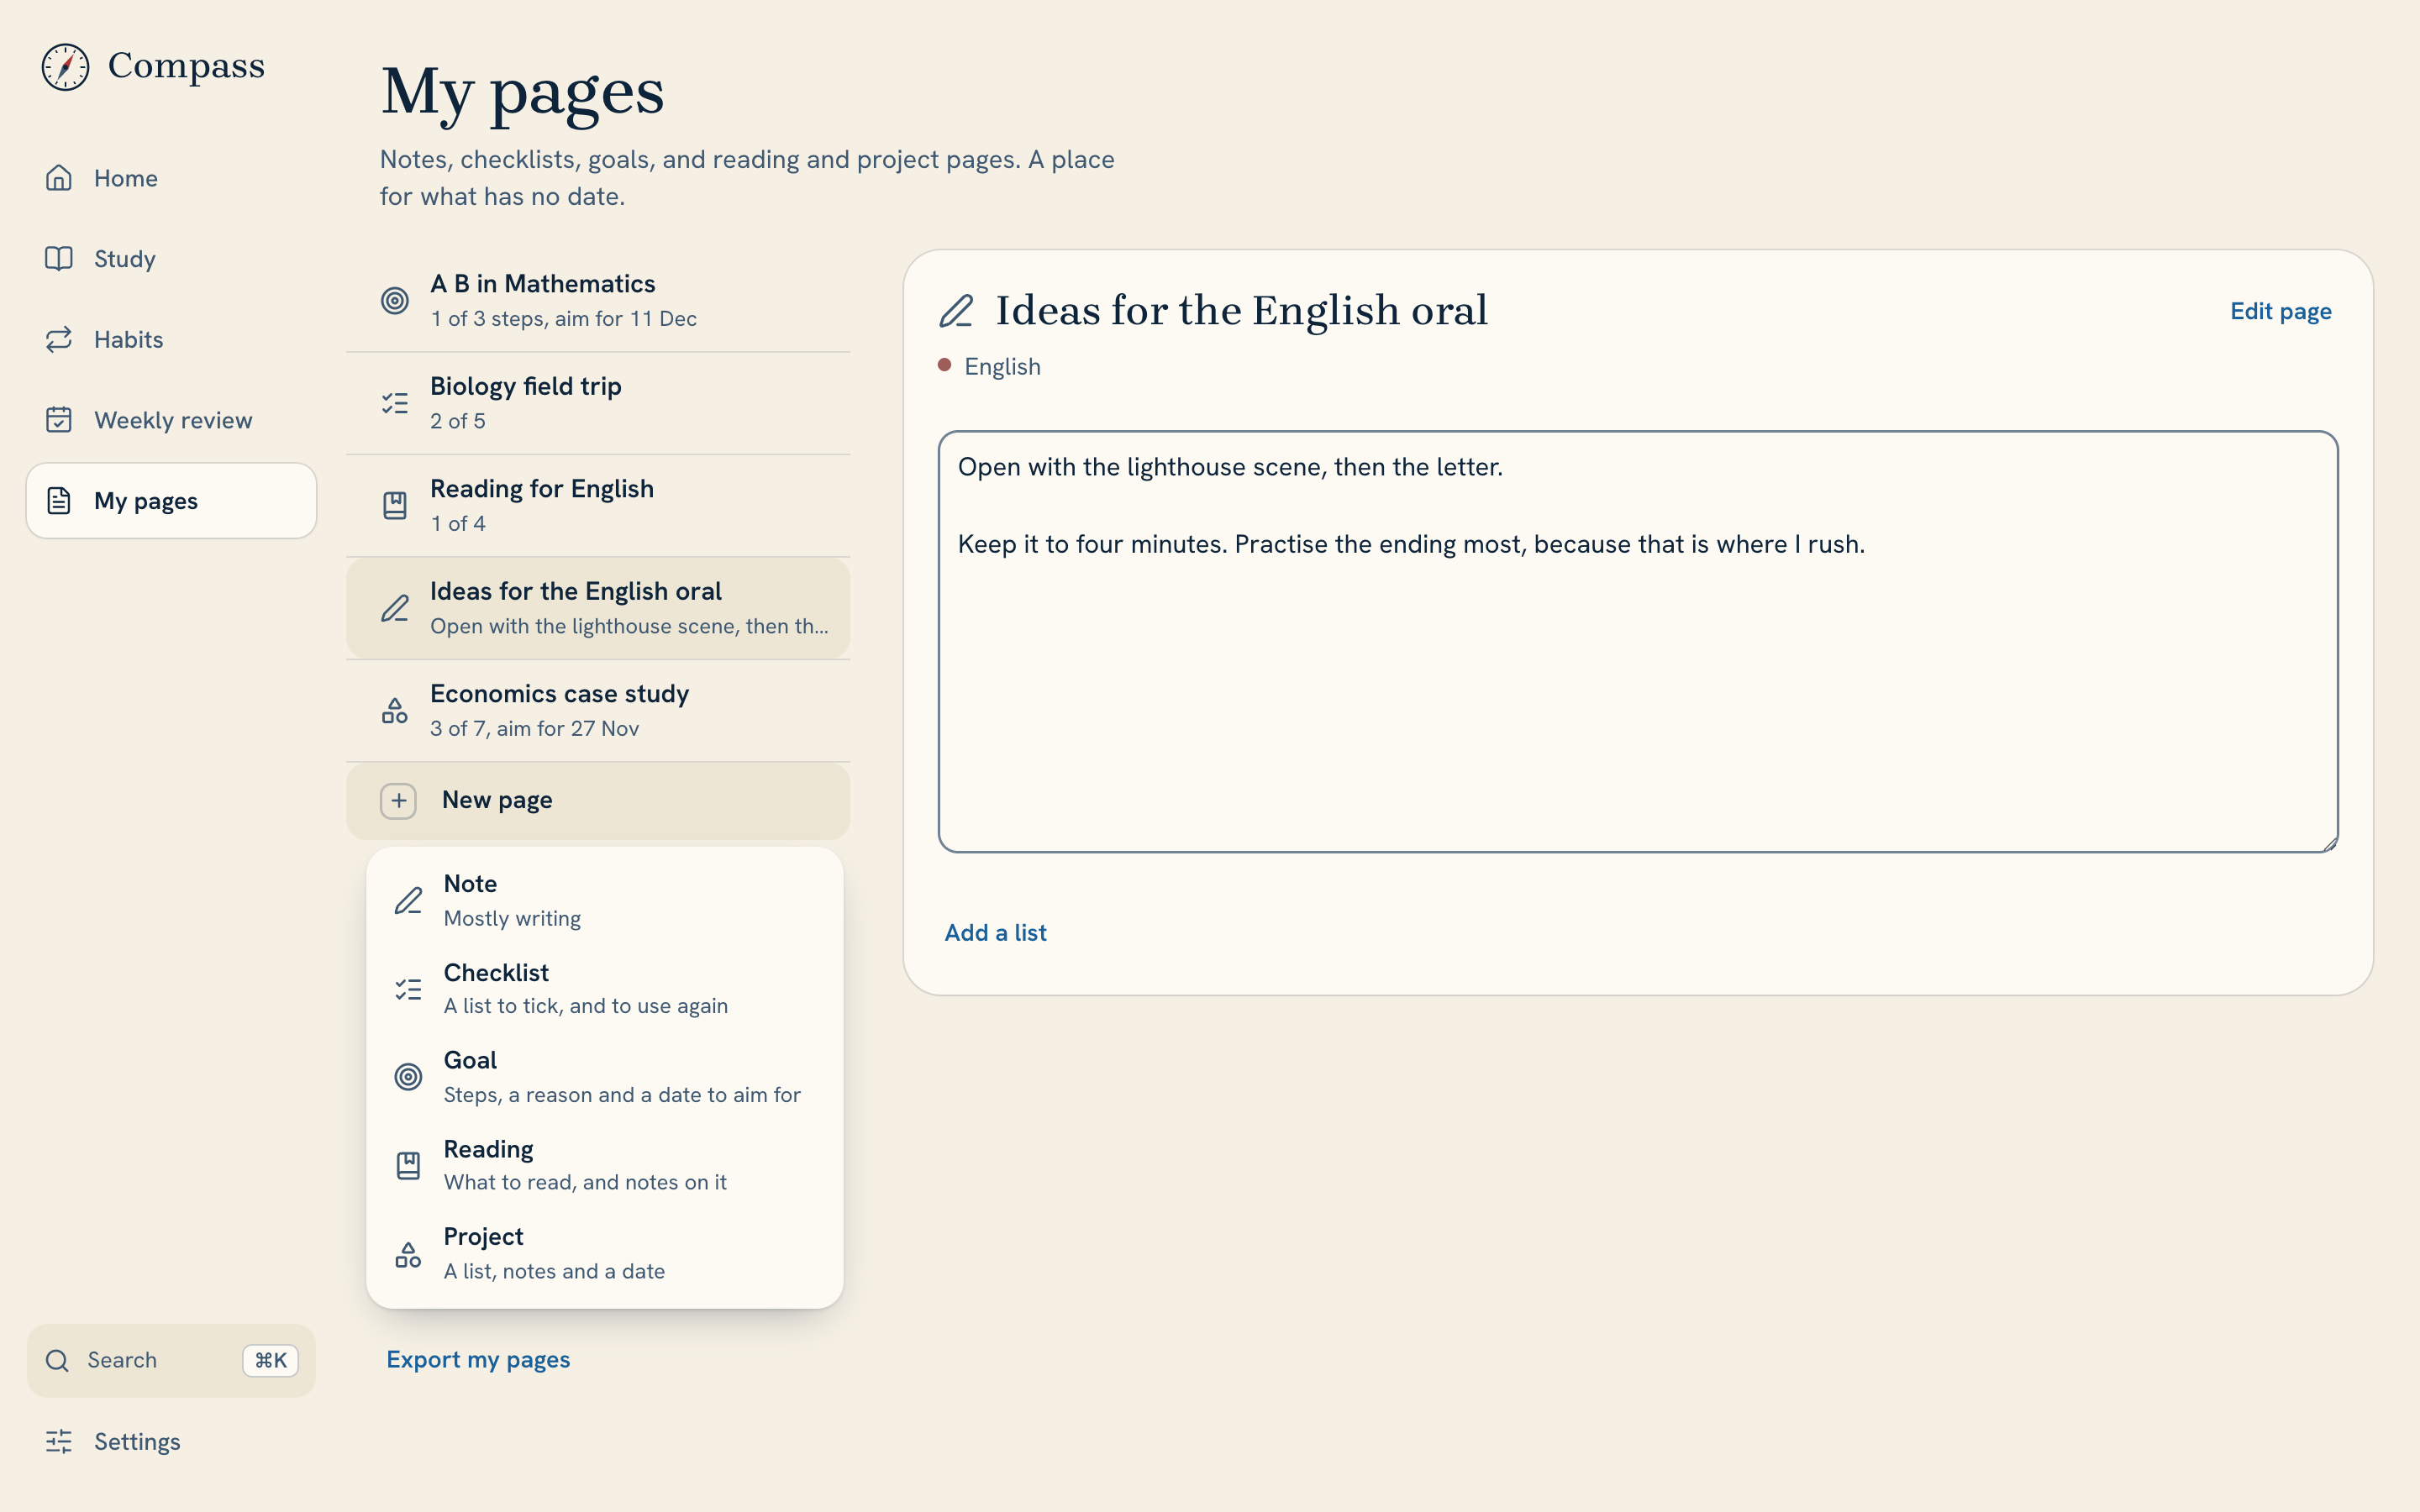 Compass
Home
Study
Habits
Weekly review
My pages
Search
⌘K
Settings
My pages
Notes, checklists, goals, and reading and project pages. A place
for what has no date.
A B in Mathematics
1 of 3 steps, aim for 11 Dec
Biology field trip
2 of 5
Reading for English
1 of 4
Ideas for the English oral
Open with the lighthouse scene, then th...
Economics case study
3 of 7, aim for 27 Nov
New page
Note
Mostly writing
Checklist
A list to tick, and to use again
Goal
Steps, a reason and a date to aim for
Reading
What to read, and notes on it
Project
A list, notes and a date
Export my pages
Ideas for the English oral
Edit page
English
Open with the lighthouse scene, then the letter.
Keep it to four minutes. Practise the ending most, because that is where I rush.
Add a list